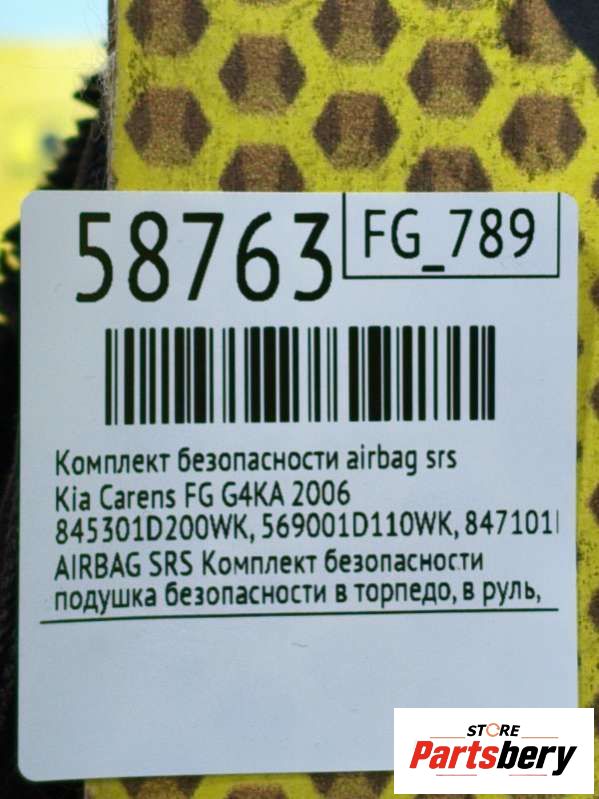 58763
FG_789
Комплект безопасности airbag srs
Kia Carens FG G4KA 2006
845301D200WK, 569001D110WK, 847101
AIRBAG SRS Комплект безопасности
подушка безопасности в торпедо, в руль,
STORE
Partsbery